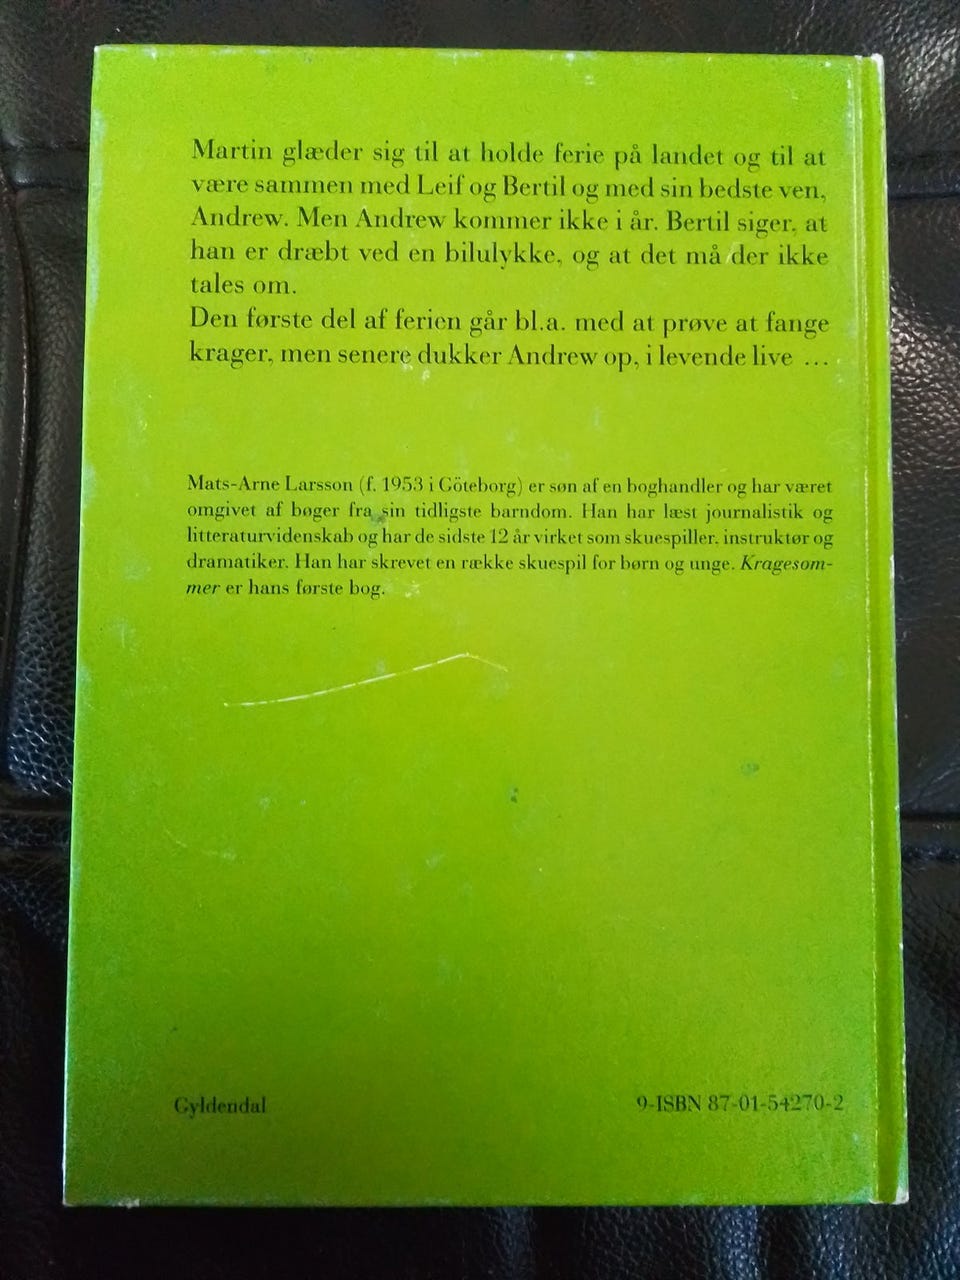 Martin glæder sig til at holde ferie på landet og til at
være sammen med Leif og Bertil og med sin bedste ven,
Andrew. Men Andrew kommer ikke i år. Bertil siger, at
han er dræbt ved en bilulykke, og at det må der ikke
tales om.
Den første del af ferien går bl.a. med at prøve at fange
krager, men senere dukker Andrew op, i levende live ...
Mats-Arne Larsson (f. 1953 i Göteborg) er søn af en boghandler og har været
omgivet af bøger fra sin tidligste barndom. Han har læst journalistik og
litteraturvidenskab og har de sidste 12 år virket som skuespiller, instruktør og
dramatiker. Han har skrevet en række skuespil for børn og unge. Kragesom-
mer er hans første bog.
Gyldendal
9-ISBN 87-01-54270-2